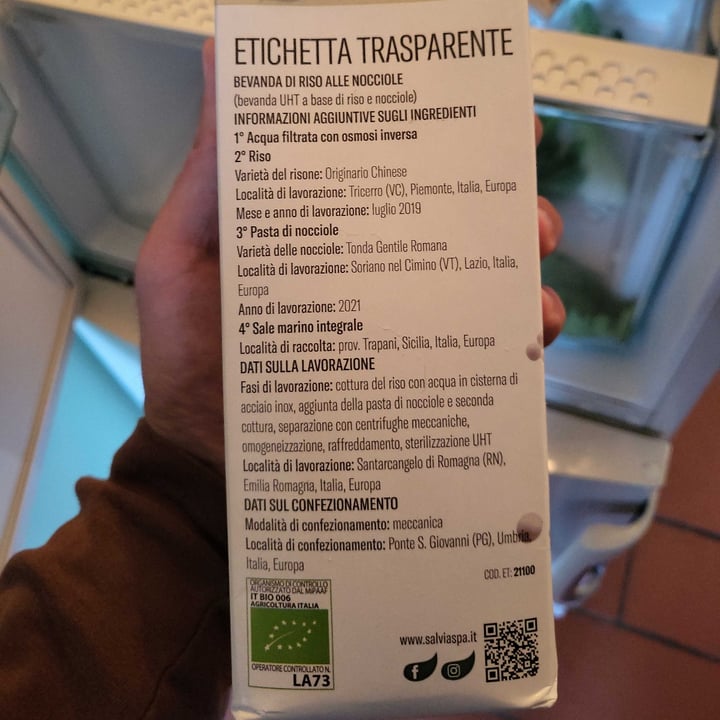 ETICHETTA TRASPARENTE
BEVANDA DI RISO ALLE NOCCIOLE
(bevanda UHT a base di riso e nocciole)
INFORMAZIONI AGGIUNTIVE SUGLI INGREDIENTI
1° Acqua filtrata con osmosi inversa
2° Riso
Varietà del risone: Originario Chinese
Località di lavorazione: Tricerro (VC), Piemonte, Italia, Europa
Mese e anno di lavorazione: luglio 2019
3° Pasta di nocciole
Varietà delle nocciole: Tonda Gentile Romana
Località di lavorazione: Soriano nel Cimino (VT), Lazio, Italia,
Europa
Anno di lavorazione: 2021
4° Sale marino integrale
Località di raccolta: prov. Trapani, Sicilia, Italia, Europa
DATI SULLA LAVORAZIONE
Fasi di lavorazione: cottura del riso con acqua in cisterna di
acciaio inox, aggiunta della pasta di nocciole e seconda
cottura, separazione con centrifughe meccaniche,
omogeneizzazione, raffreddamento, sterilizzazione UHT
Località di lavorazione: Santarcangelo di Romagna (RN),
Emilia Romagna, Italia, Europa
DATI SUL CONFEZIONAMENTO
Modalità di confezionamento: meccanica
Località di confezionamento: Ponte S. Giovanni (PG), Umbria,
Italia, Europa
COD. ET: 21100
ORGANISMO DI CONTROLLO
AUTORIZZATO DAL MIPAAF
IT BIO 006
AGRICOLTURA ITALIA
OPERATORE CONTROLLATO N.
LA73
www.salviaspa.it